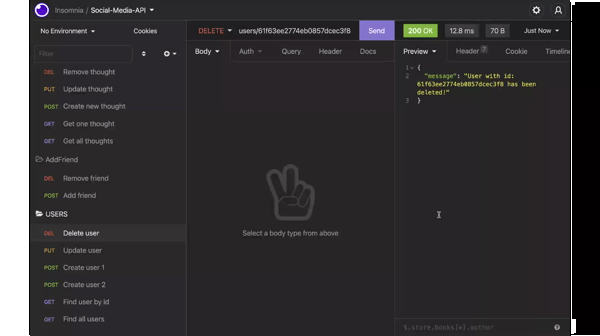 Insomnia / Social-Media-API
No Environment
Cookies
DELETE users/61f63ee2774eb0857dcec3f8 Send
200 OK 12.8 ms 70 B Just Now
Filter
Body Auth Query Header Docs
Preview Header 7 Cookie Timeline
DEL Remove thought
PUT Update thought
POST Create new thought
GET Get one thought
GET Get all thoughts
AddFriend
DEL Remove friend
POST Add friend
USERS
DEL Delete user
PUT Update user
POST Create user 1
POST Create user 2
GET Find user by id
GET Find all users
Select a body type from above
1 {
2 "message": "User with id:
61f63ee2774eb0857dcec3f8 has been
deleted!"
3 }
$.store.books[*].author